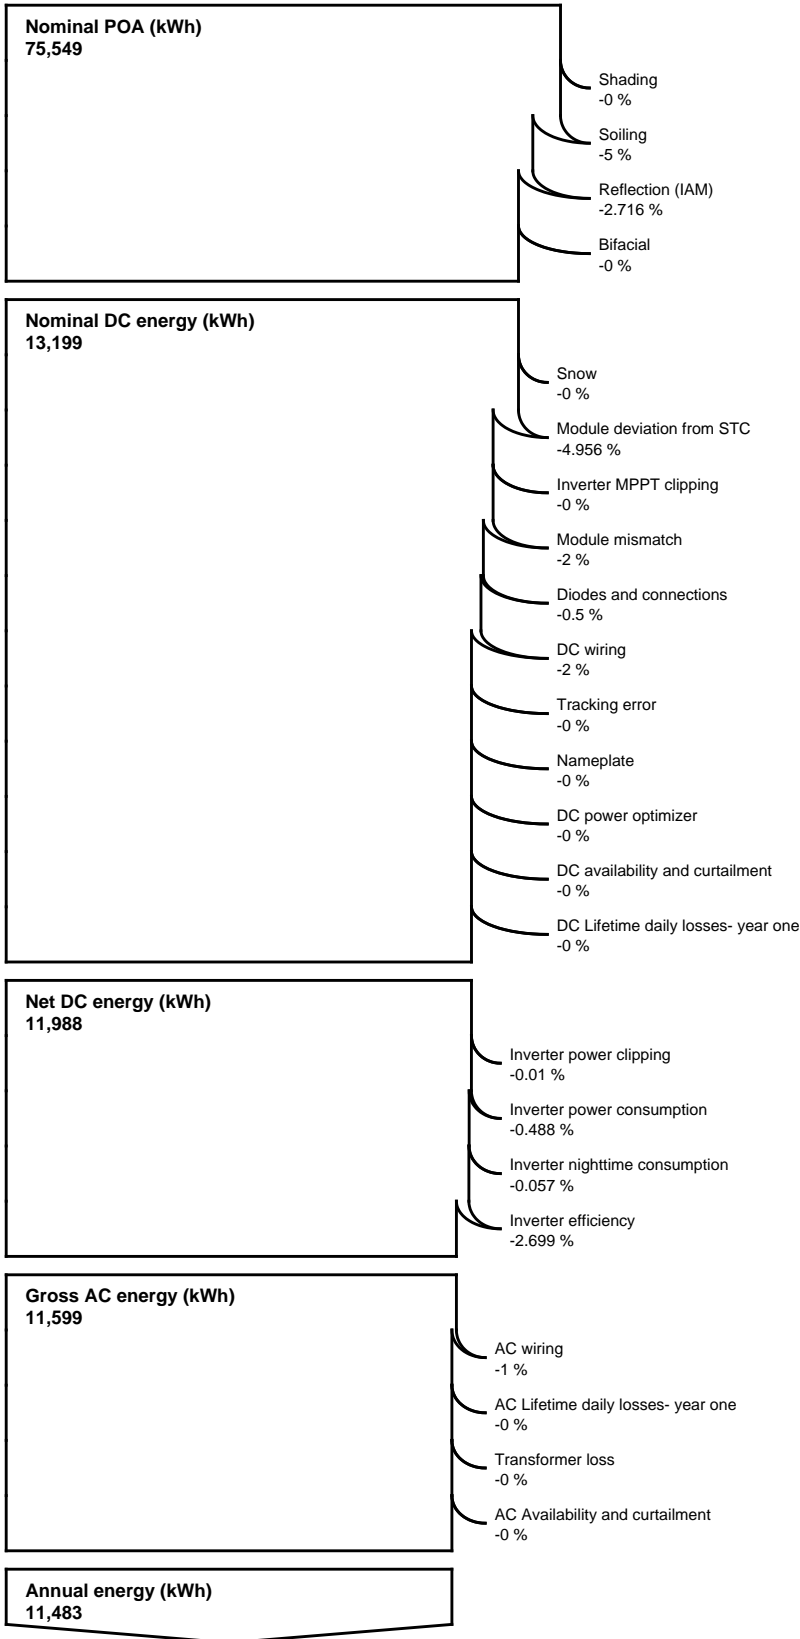 Nominal POA (kWh)
75,549
Shading
-0 %
Soiling
-5 %
Reflection (IAM)
-2.716 %
Bifacial
-0 %
Nominal DC energy (kWh)
13,199
Snow
-0 %
Module deviation from STC
-4.956 %
Inverter MPPT clipping
-0 %
Module mismatch
-2 %
Diodes and connections
-0.5 %
DC wiring
-2 %
Tracking error
-0 %
Nameplate
-0 %
DC power optimizer
-0 %
DC availability and curtailment
-0 %
DC Lifetime daily losses- year one
-0 %
Net DC energy (kWh)
11,988
Inverter power clipping
-0.01 %
Inverter power consumption
-0.488 %
Inverter nighttime consumption
-0.057 %
Inverter efficiency
-2.699 %
Gross AC energy (kWh)
11,599
AC wiring
-1 %
AC Lifetime daily losses- year one
-0 %
Transformer loss
-0 %
AC Availability and curtailment
-0 %
Annual energy (kWh)
11,483